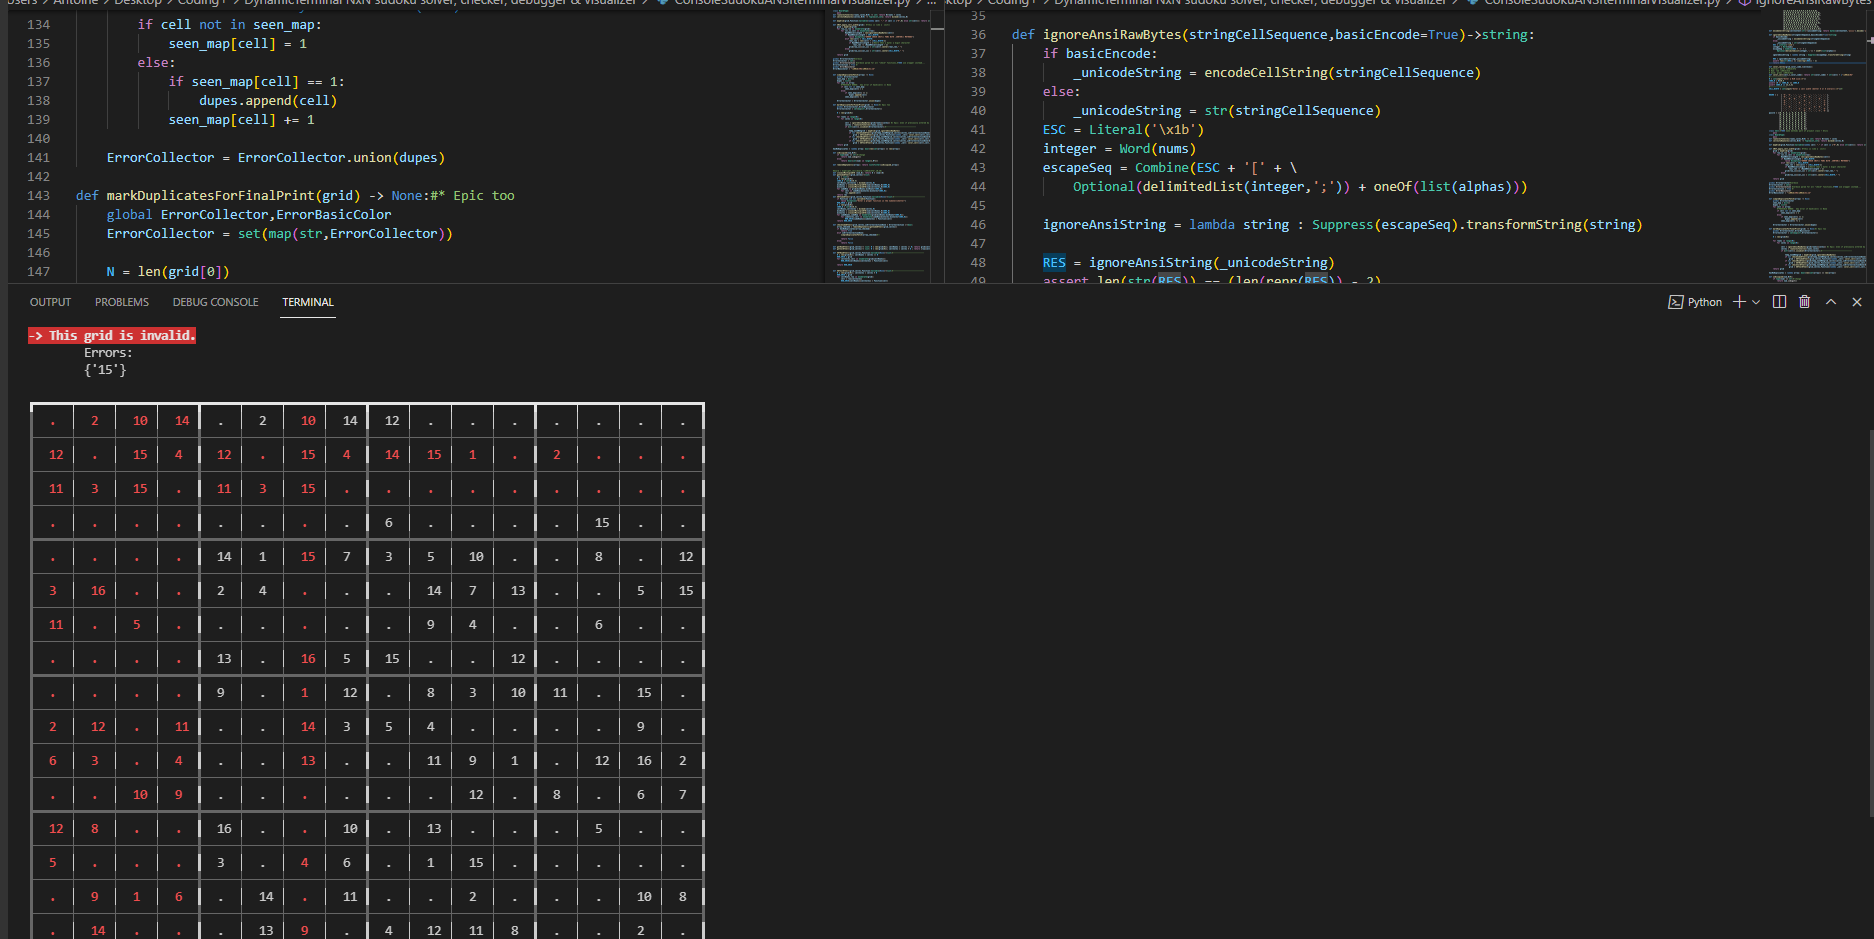 Users > Antoine > Desktop > Coding > DynamicTerminal NxN sudoku solver, checker, debugger & visualizer > ConsoleSudokuANSITerminalVisualizer.py > ...
134 if cell not in seen_map:
135 seen_map[cell] = 1
136 else:
137 if seen_map[cell] == 1:
138 dupes.append(cell)
139 seen_map[cell] += 1
140
141 ErrorCollector = ErrorCollector.union(dupes)
142
143 def markDuplicatesForFinalPrint(grid) -> None:#* Epic too
144 global ErrorCollector,ErrorBasicColor
145 ErrorCollector = set(map(str,ErrorCollector))
146
147 N = len(grid[0])
ktop > Coding > DynamicTerminal NxN sudoku solver, checker, debugger & visualizer > ConsoleSudokuANSITerminalVisualizer.py > ignoreAnsiRawBytes
35
36 def ignoreAnsiRawBytes(stringCellSequence,basicEncode=True)->string:
37 if basicEncode:
38 _unicodeString = encodeCellString(stringCellSequence)
39 else:
40 _unicodeString = str(stringCellSequence)
41 ESC = Literal('\x1b')
42 integer = Word(nums)
43 escapeSeq = Combine(ESC + '[' + \
44 Optional(delimitedList(integer,';')) + oneOf(list(alphas)))
45
46 ignoreAnsiString = lambda string : Suppress(escapeSeq).transformString(string)
47
48 RES = ignoreAnsiString(_unicodeString)
49 assert len(str(RES)) == (len(repr(RES)) - 2)
OUTPUT PROBLEMS DEBUG CONSOLE TERMINAL Python
-> This grid is invalid.
Errors:
{'15'}
. 2 10 14 . 2 10 14 12 . . . . . . .
12 . 15 4 12 . 15 4 14 15 1 . 2 . . .
11 3 15 . 11 3 15 . . . . . . . . .
. . . . . . . . 6 . . . . 15 . .
. . . . 14 1 15 7 3 5 10 . . 8 . 12
3 16 . . 2 4 . . . 14 7 13 . . 5 15
11 . 5 . . . . . . 9 4 . . 6 . .
. . . . 13 . 16 5 15 . . 12 . . . .
. . . . 9 . 1 12 . 8 3 10 11 . 15 .
2 12 . 11 . . 14 3 5 4 . . . . 9 .
6 3 . 4 . . 13 . . 11 9 1 . 12 16 2
. . 10 9 . . . . . . 12 . 8 . 6 7
12 8 . . 16 . . 10 . 13 . . . 5 . .
5 . . . 3 . 4 6 . 1 15 . . . . .
. 9 1 6 . 14 . 11 . . 2 . . . 10 8
. 14 . . . 13 9 . 4 12 11 8 . . 2 .